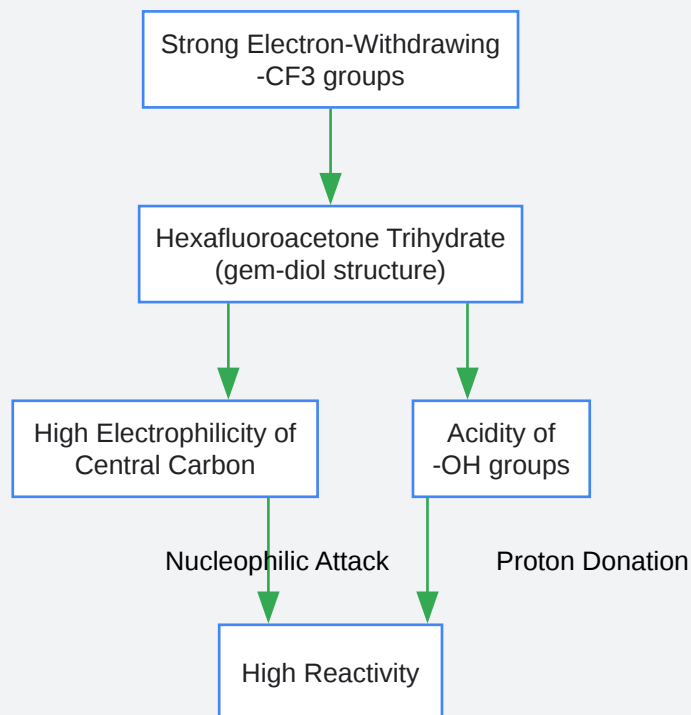 Strong Electron-Withdrawing
-CF3 groups
Hexafluoroacetone Trihydrate
(gem-diol structure)
High Electrophilicity of
Central Carbon
Acidity of
-OH groups
Nucleophilic Attack
Proton Donation
High Reactivity